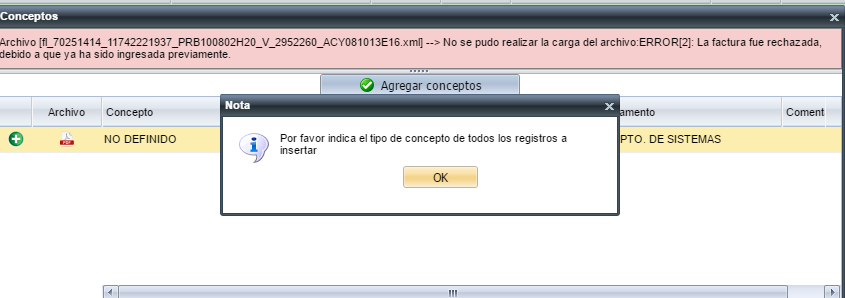 Conceptos
Archivo [fl_70251414_11742221937_PRB100802H20_V_2952260_ACY081013E16.xml] --> No se pudo realizar la carga del archivo:ERROR[2]: La factura fue rechazada,
debido a que ya ha sido ingresada previamente.
Agregar conceptos
Archivo Concepto amento Coment
NO DEFINIDO PTO. DE SISTEMAS
Nota
Por favor indica el tipo de concepto de todos los registros a
insertar
OK